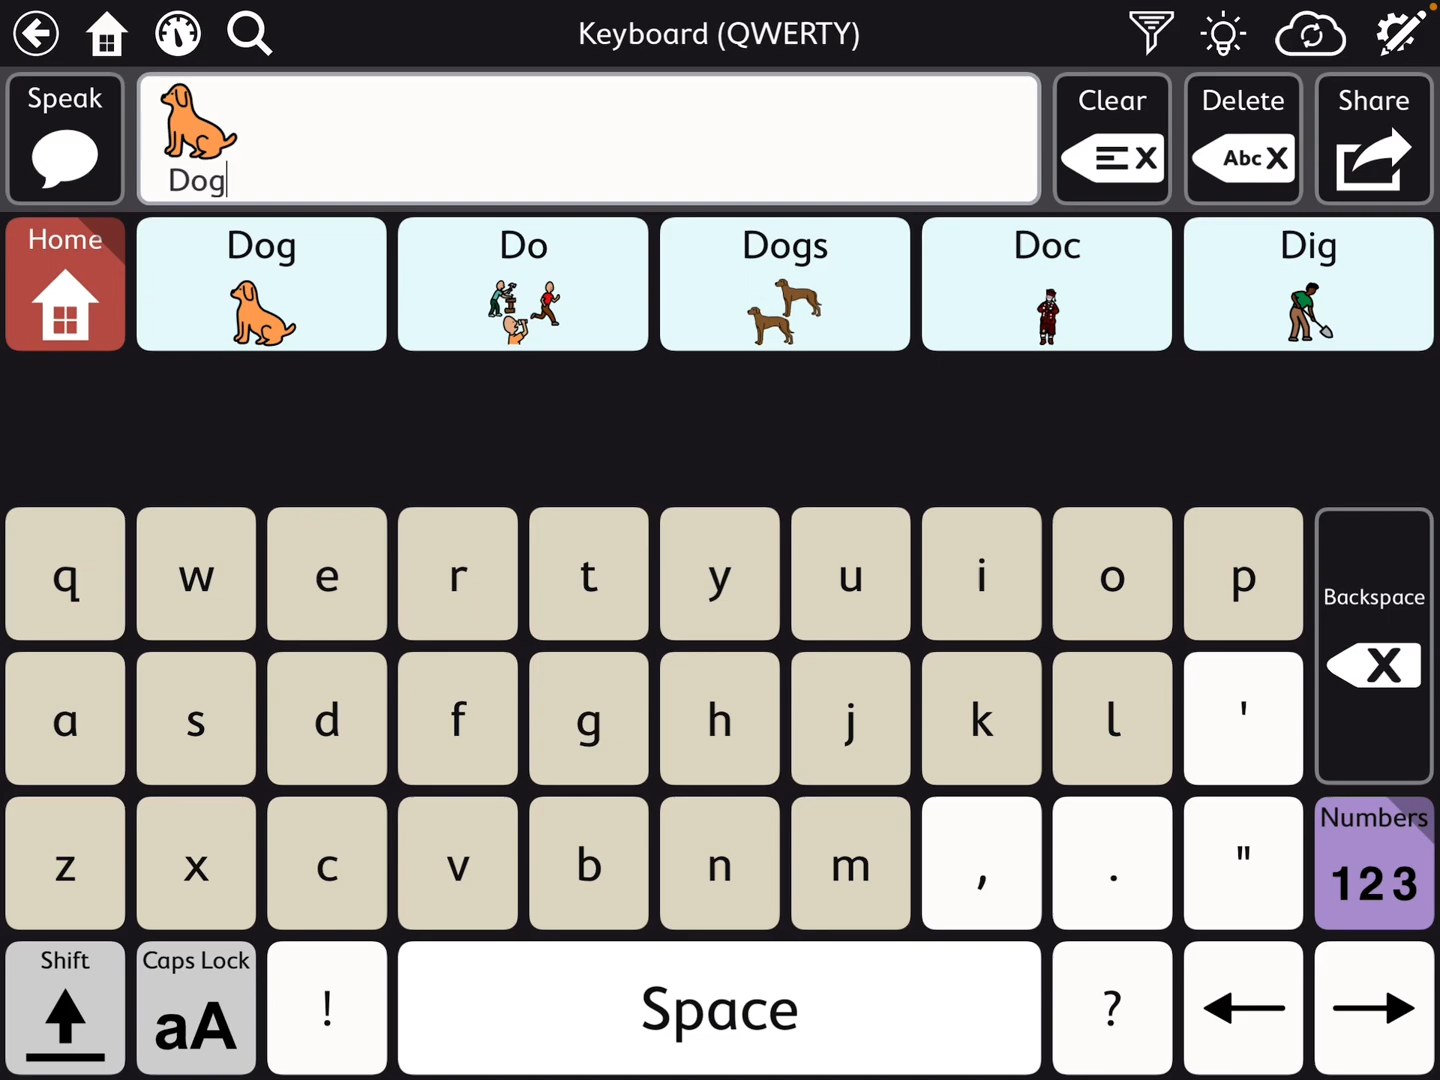 Keyboard (QWERTY)
Speak
Dog
Clear
Delete
Abc X
Share
Home
Dog
Do
Dogs
Doc
Dig
q w e r t y u i o p
Backspace
X
a s d f g h j k l '
z x c v b n m , . "
Numbers
123
Shift
Caps Lock
aA
!
Space
?